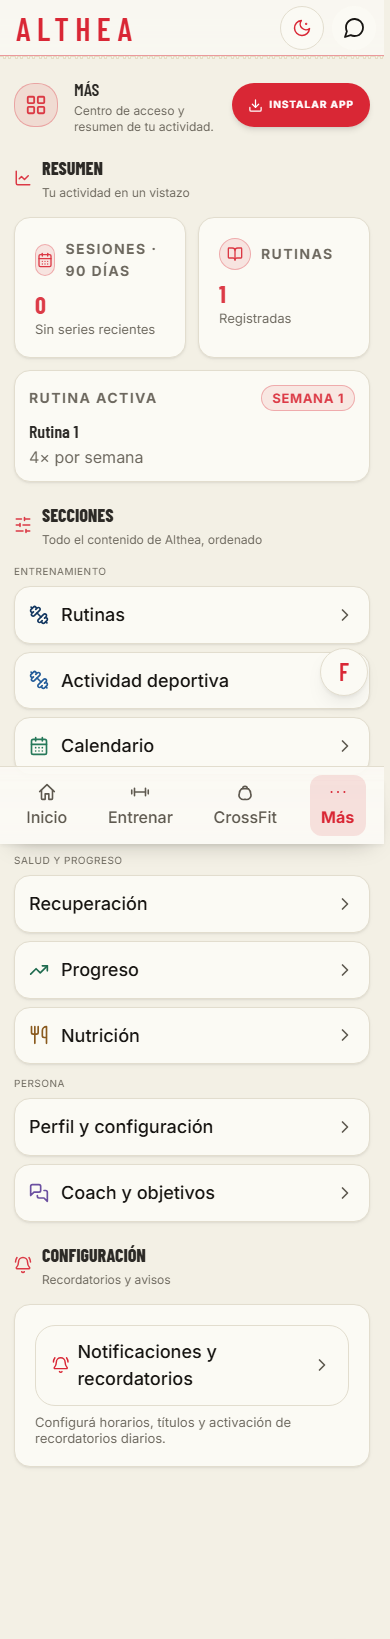 ALTHEA
MÁS
Centro de acceso y
resumen de tu actividad.
INSTALAR APP
RESUMEN
Tu actividad en un vistazo
SESIONES ·
90 DÍAS
0
Sin series recientes
RUTINAS
1
Registradas
RUTINA ACTIVA
SEMANA 1
Rutina 1
4× por semana
SECCIONES
Todo el contenido de Althea, ordenado
ENTRENAMIENTO
Rutinas
Actividad deportiva
F
Calendario
Inicio
Entrenar
CrossFit
Más
SALUD Y PROGRESO
Recuperación
Progreso
Nutrición
PERSONA
Perfil y configuración
Coach y objetivos
CONFIGURACIÓN
Recordatorios y avisos
Notificaciones y
recordatorios
Configurá horarios, títulos y activación de
recordatorios diarios.